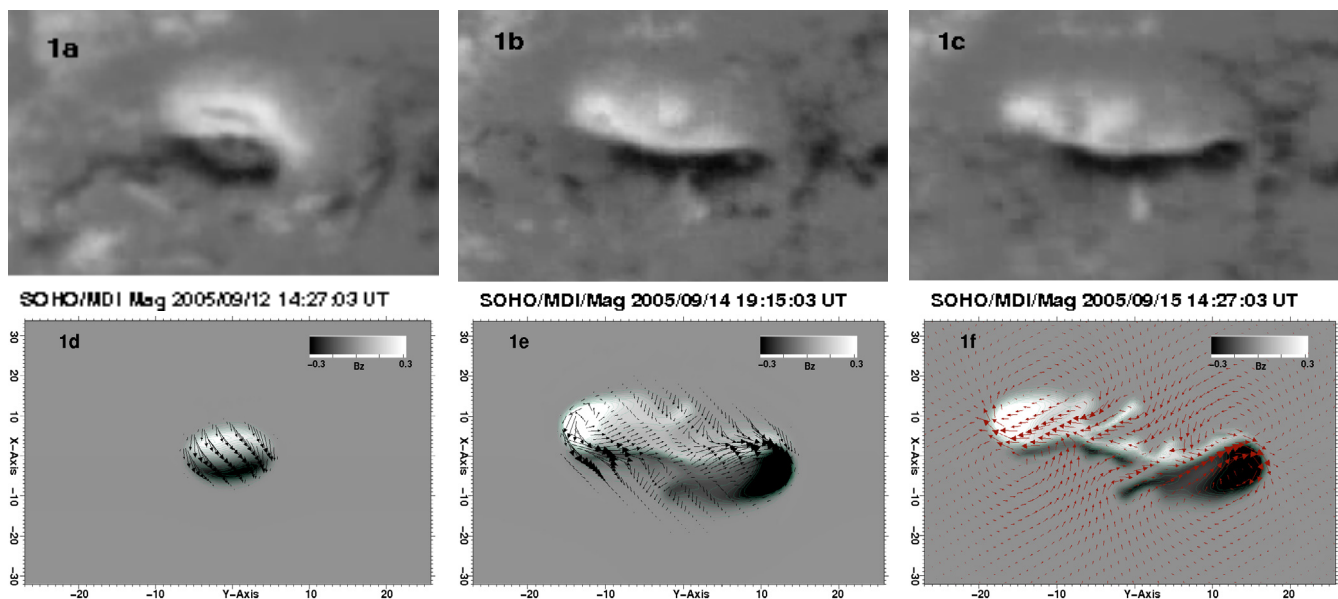 1a
1b
1c
SOHO/MDI Mag 2005/09/12 14:27:03 UT
SOHO/MDI/Mag 2005/09/14 19:15:03 UT
SOHO/MDI/Mag 2005/09/15 14:27:03 UT
1d
−0.3 0.3
Bz
30
20
10
0
−10
−20
−30
X−Axis
−20 −10 Y−Axis 10 20
1e
−0.3 0.3
Bz
30
20
10
0
−10
−20
−30
X−Axis
−20 −10 Y−Axis 10 20
1f
−0.3 0.3
Bz
30
20
10
0
−10
−20
−30
X−Axis
−20 −10 Y−Axis 10 20